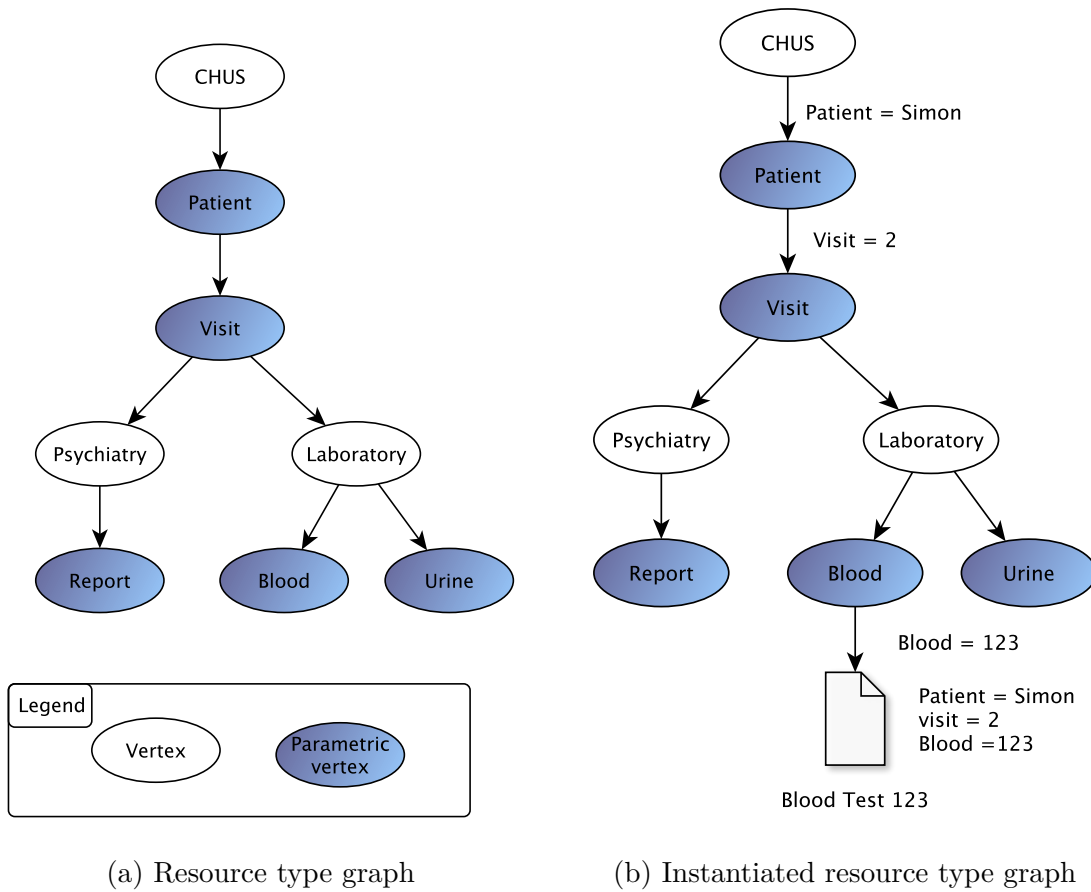 CHUS
Patient
Visit
Psychiatry
Laboratory
Report
Blood
Urine
Legend
Vertex
Parametric
vertex
(a) Resource type graph
CHUS
Patient = Simon
Patient
Visit = 2
Visit
Psychiatry
Laboratory
Report
Blood
Urine
Blood = 123
Patient = Simon
visit = 2
Blood =123
Blood Test 123
(b) Instantiated resource type graph